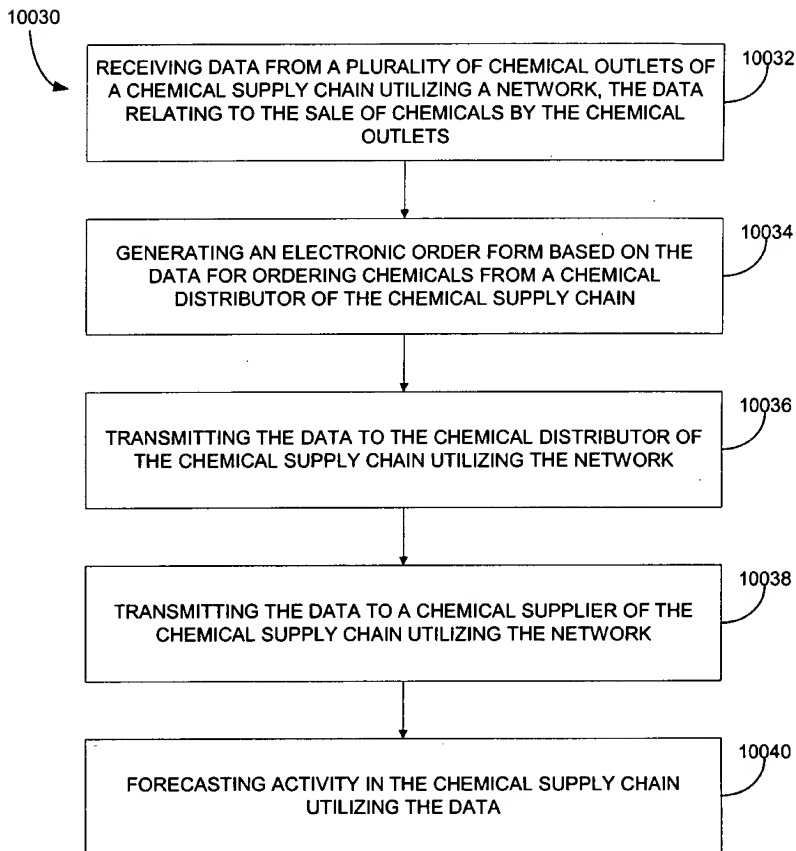 10030
RECEIVING DATA FROM A PLURALITY OF CHEMICAL OUTLETS OF
10032
A CHEMICAL SUPPLY CHAIN UTILIZING A NETWORK, THE DATA
RELATING TO THE SALE OF CHEMICALS BY THE CHEMICAL
OUTLETS
10034
GENERATING AN ELECTRONIC ORDER FORM BASED ON THE
DATA FOR ORDERING CHEMICALS FROM A CHEMICAL
DISTRIBUTOR OF THE CHEMICAL SUPPLY CHAIN
10036
TRANSMITTING THE DATA TO THE CHEMICAL DISTRIBUTOR OF
THE CHEMICAL SUPPLY CHAIN UTILIZING THE NETWORK
10038
TRANSMITTING THE DATA TO A CHEMICAL SUPPLIER OF THE
CHEMICAL SUPPLY CHAIN UTILIZING THE NETWORK
10040
FORECASTING ACTIVITY IN THE CHEMICAL SUPPLY CHAIN
UTILIZING THE DATA